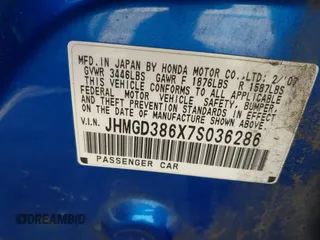 MFD. IN JAPAN BY HONDA MOTOR CO.,LTD. 2/07
GVWR 3446LBS GAWR F 1876LBS R 1587LBS
THIS VEHICLE CONFORMS TO ALL APPLICABLE
FEDERAL MOTOR VEHICLE SAFETY, BUMPER,
AND THEFT PREVENTION STANDARDS IN EFFECT ON
THE DATE OF MANUFACTURE SHOWN ABOVE.
V.I.N. JHMGD386X7S036286
PASSENGER CAR
DREAMBID